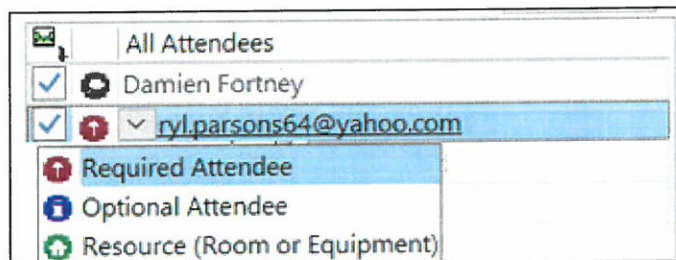 All Attendees
Damien Fortney
ryl.parsons64@yahoo.com
Required Attendee
Optional Attendee
Resource (Room or Equipment)